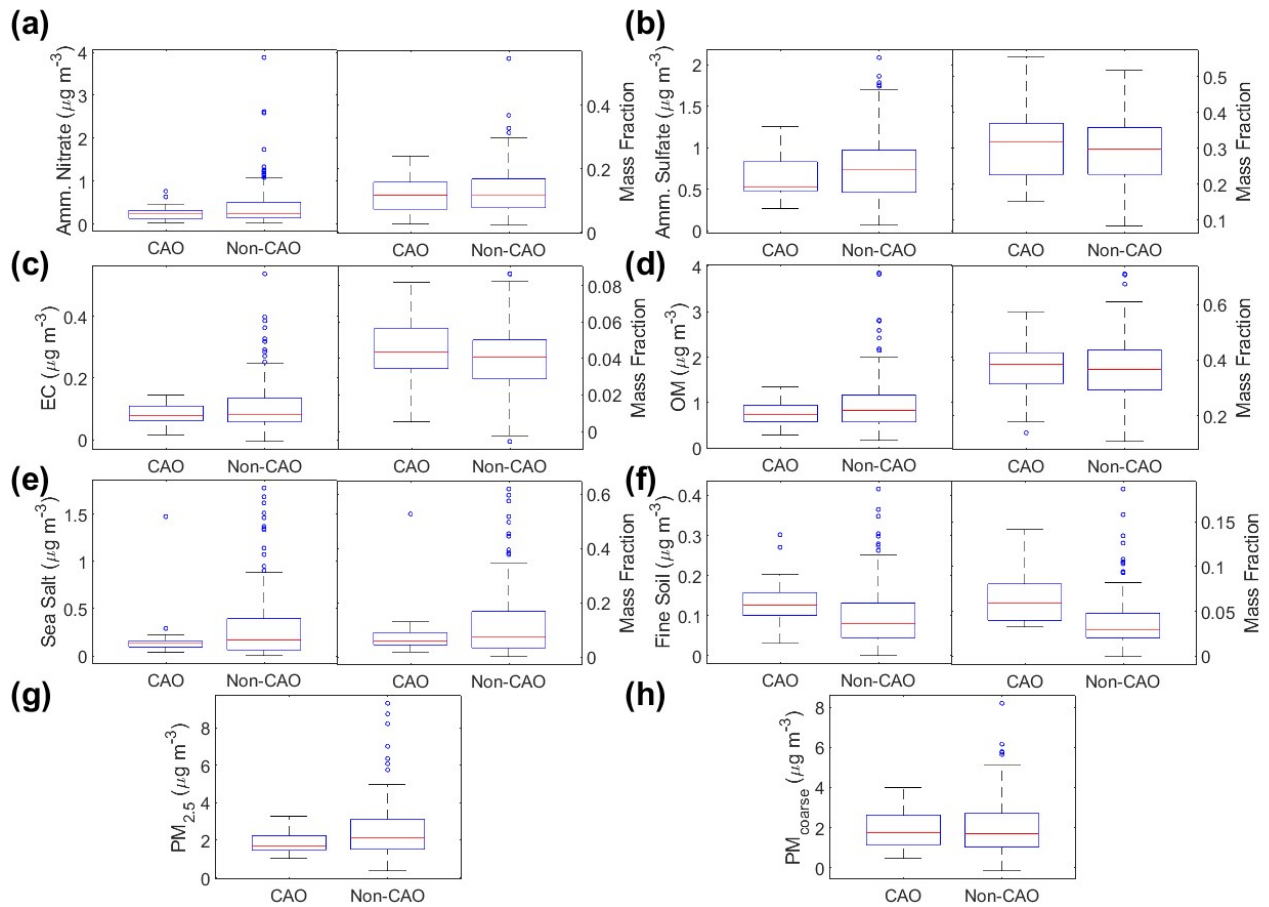 (a)
Amm. Nitrate (μg m-3)
4
3
2
1
0
CAO Non-CAO
0.4
0.2
0
Mass Fraction
CAO Non-CAO
(b)
Amm. Sulfate (μg m-3)
2
1.5
1
0.5
0
CAO Non-CAO
0.5
0.4
0.3
0.2
0.1
Mass Fraction
CAO Non-CAO
(c)
EC (μg m-3)
0.4
0.2
0
CAO Non-CAO
0.08
0.06
0.04
0.02
0
Mass Fraction
CAO Non-CAO
(d)
OM (μg m-3)
4
3
2
1
0
CAO Non-CAO
0.6
0.4
0.2
Mass Fraction
CAO Non-CAO
(e)
Sea Salt (μg m-3)
1.5
1
0.5
0
CAO Non-CAO
0.6
0.4
0.2
0
Mass Fraction
CAO Non-CAO
(f)
Fine Soil (μg m-3)
0.4
0.3
0.2
0.1
0
CAO Non-CAO
0.15
0.1
0.05
0
Mass Fraction
CAO Non-CAO
(g)
PM2.5 (μg m-3)
8
6
4
2
0
CAO Non-CAO
(h)
PMcoarse (μg m-3)
8
6
4
2
0
CAO Non-CAO